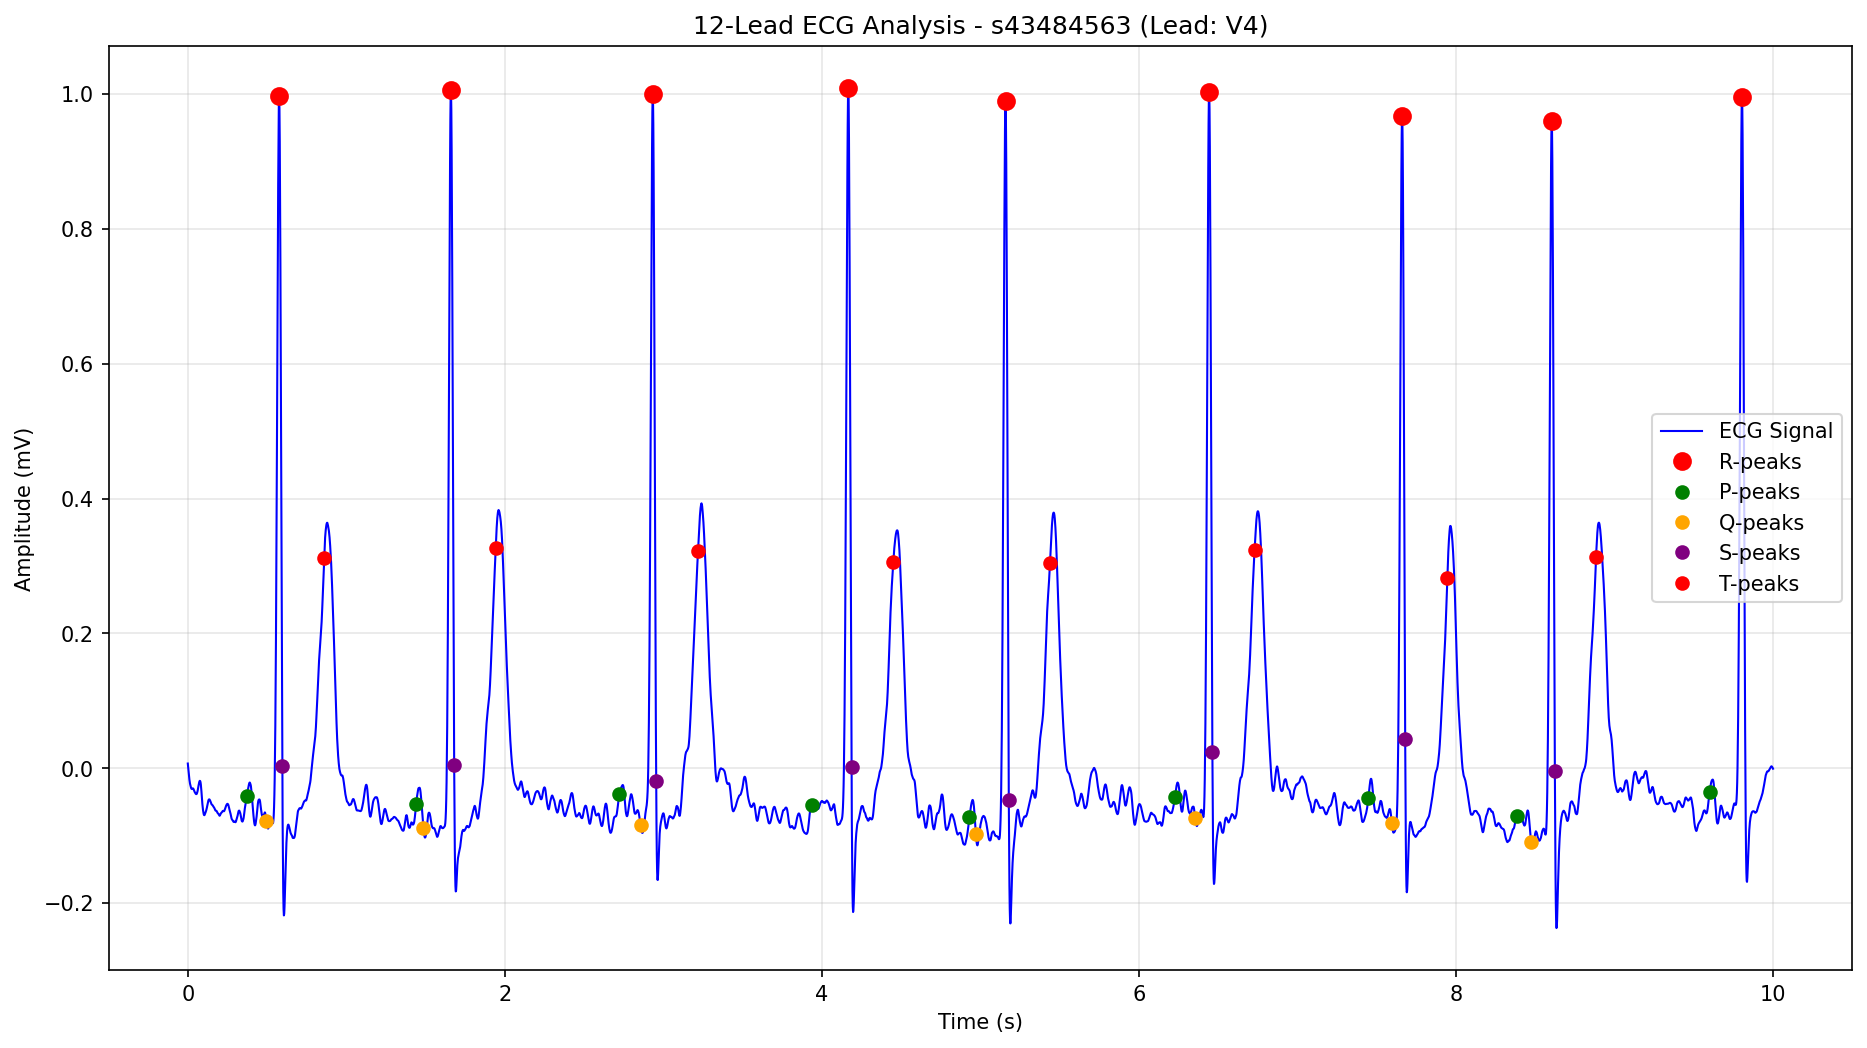 12-Lead ECG Analysis - s43484563 (Lead: V4)
Amplitude (mV)
1.0
0.8
0.6
0.4
0.2
0.0
−0.2
ECG Signal
R-peaks
P-peaks
Q-peaks
S-peaks
T-peaks
0 2 4 6 8 10
Time (s)